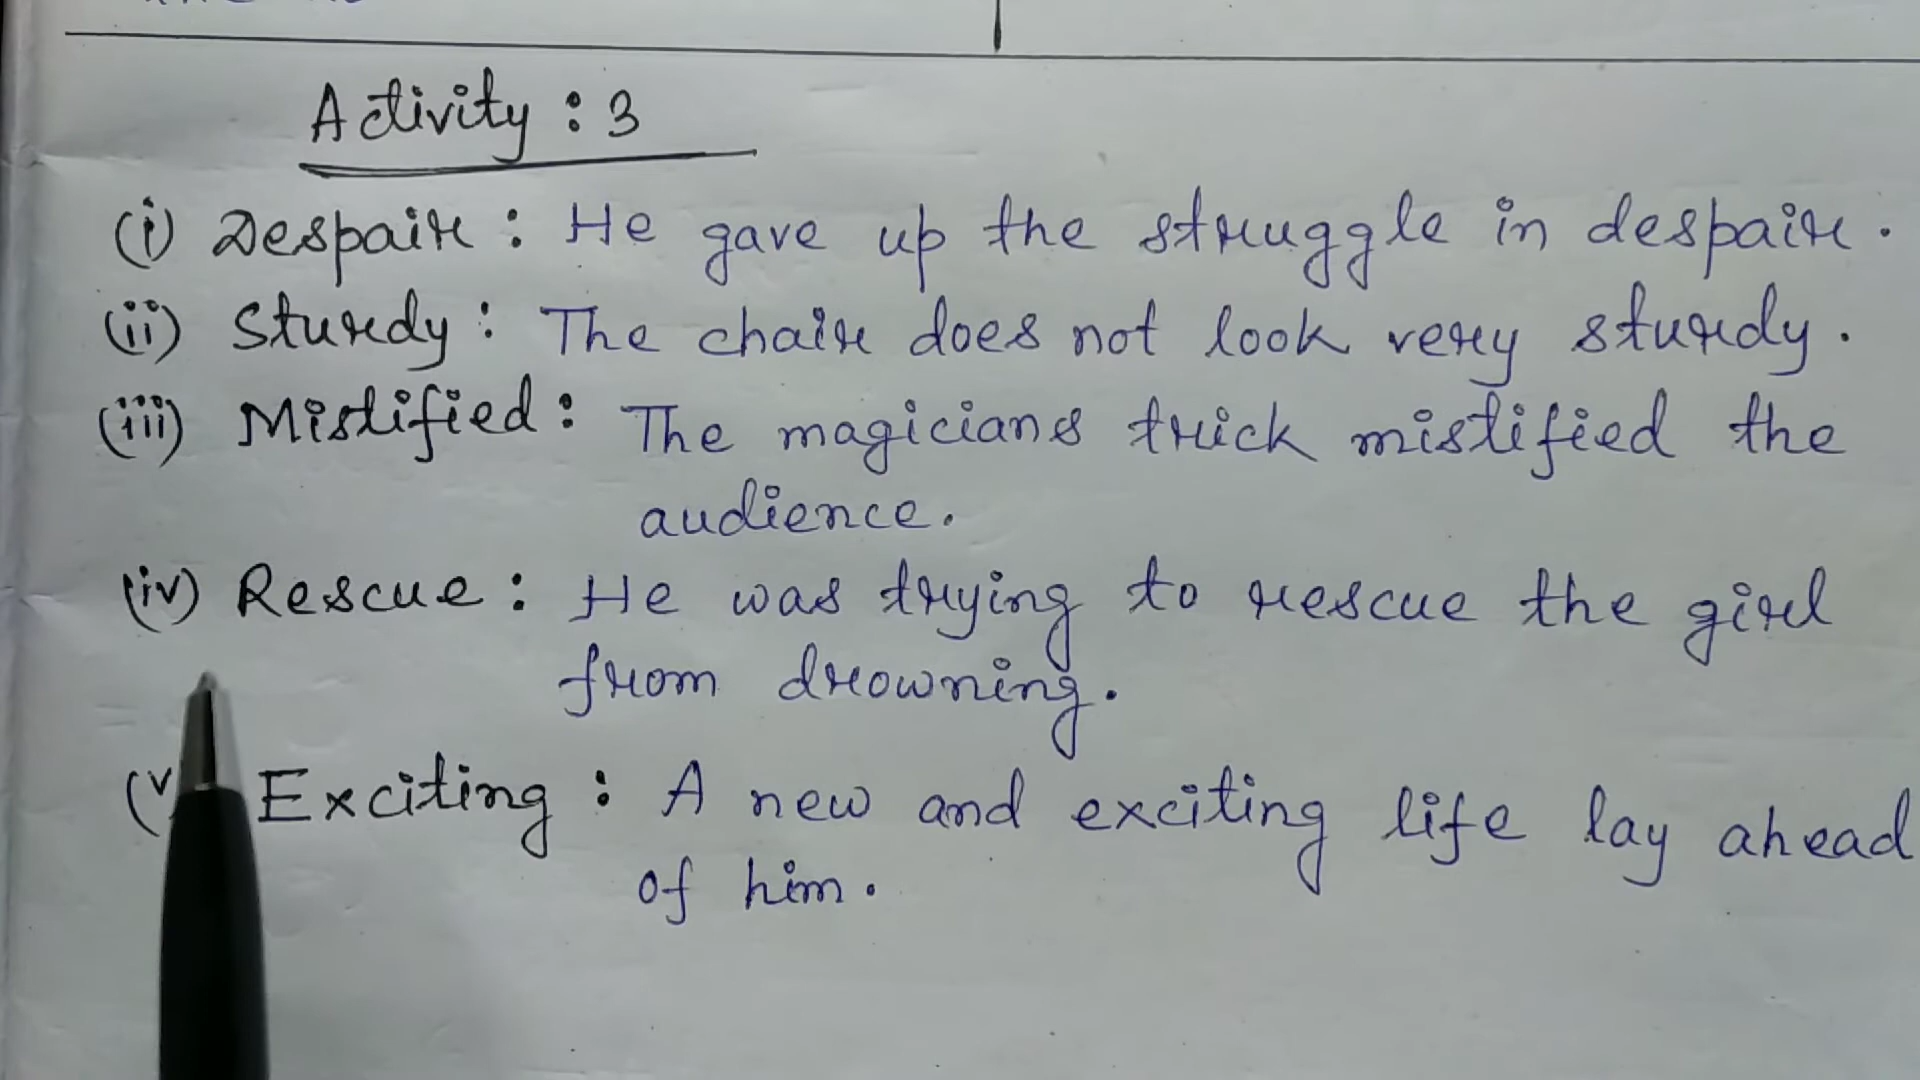 Activity : 3
(i) Despair : He gave up the struggle in despair.
(ii) Sturdy : The chair does not look very sturdy.
(iii) Mistified : The magicians trick mistified the
audience.
(iv) Rescue : He was trying to rescue the girl
from drowning.
(v Exciting : A new and exciting life lay ahead
of him.